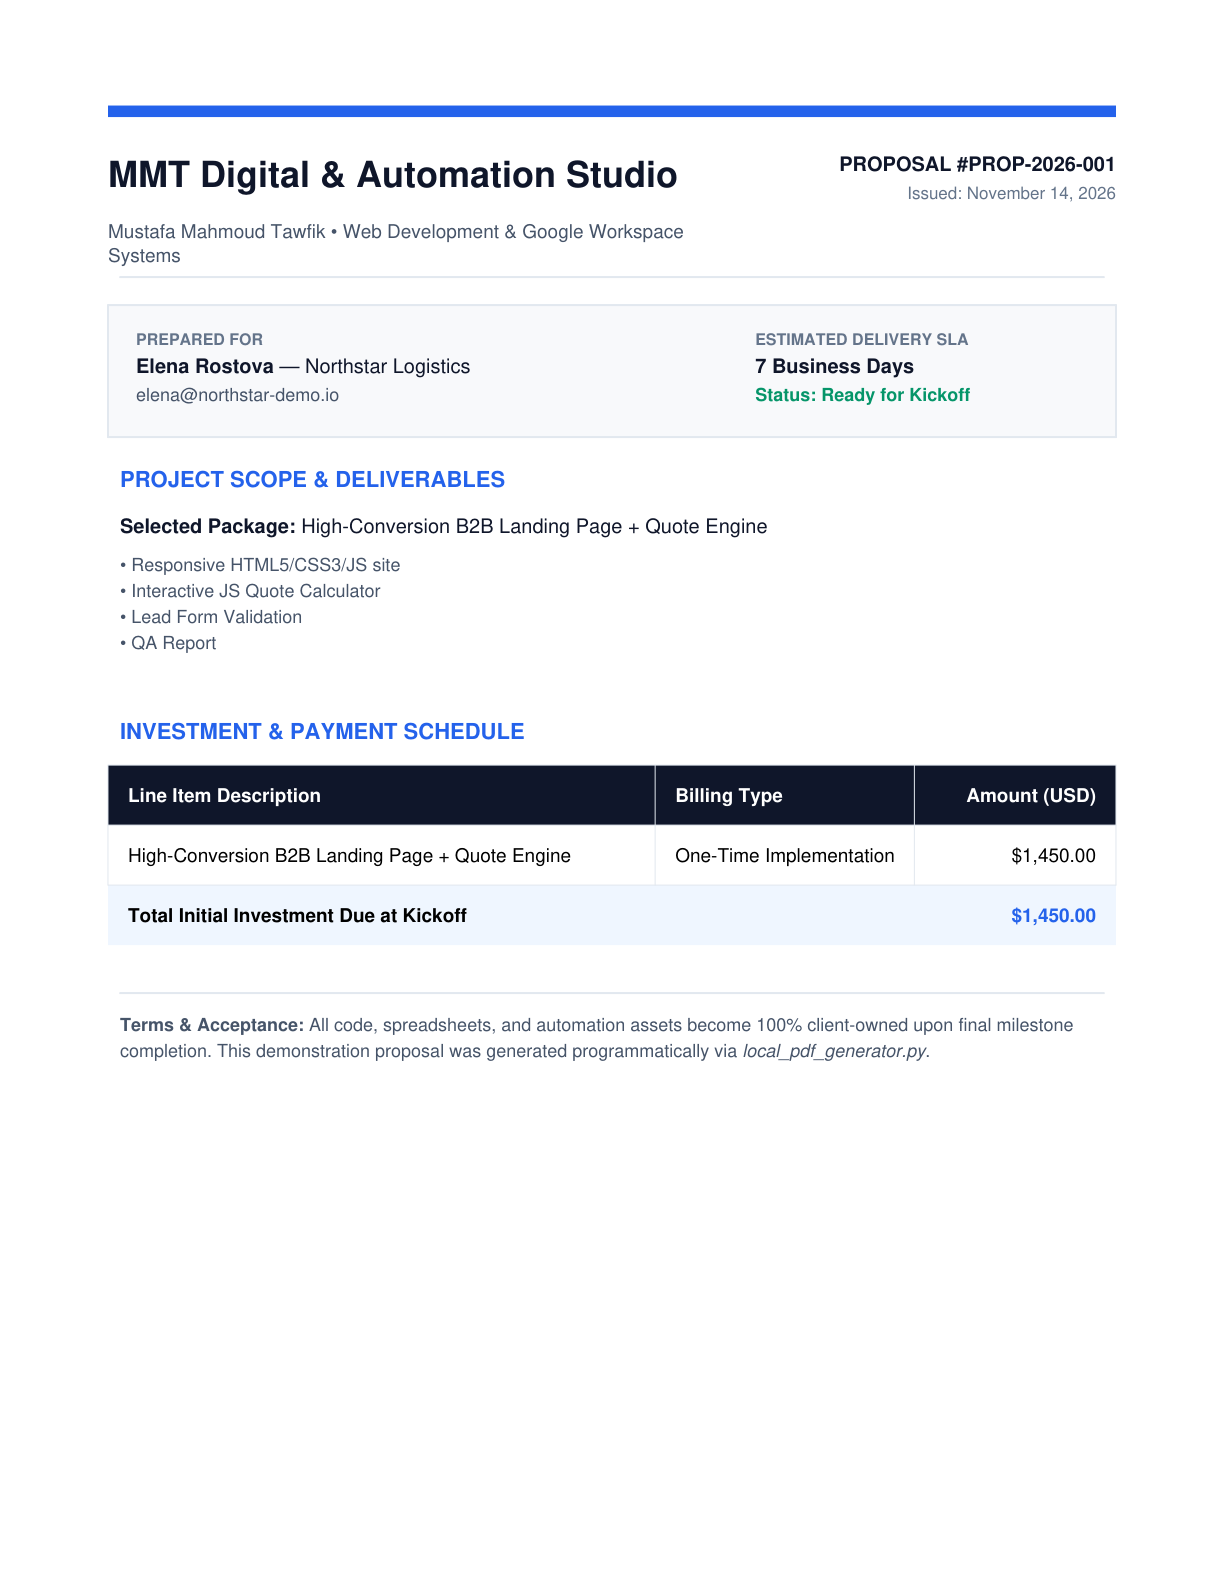 MMT Digital & Automation Studio
PROPOSAL #PROP-2026-001
Issued: November 14, 2026
Mustafa Mahmoud Tawfik • Web Development & Google Workspace
Systems
PREPARED FOR
Elena Rostova — Northstar Logistics
elena@northstar-demo.io
ESTIMATED DELIVERY SLA
7 Business Days
Status: Ready for Kickoff
PROJECT SCOPE & DELIVERABLES
Selected Package: High-Conversion B2B Landing Page + Quote Engine
• Responsive HTML5/CSS3/JS site
• Interactive JS Quote Calculator
• Lead Form Validation
• QA Report
INVESTMENT & PAYMENT SCHEDULE
Line Item Description Billing Type Amount (USD)
High-Conversion B2B Landing Page + Quote Engine One-Time Implementation $1,450.00
Total Initial Investment Due at Kickoff $1,450.00
Terms & Acceptance: All code, spreadsheets, and automation assets become 100% client-owned upon final milestone
completion. This demonstration proposal was generated programmatically via local_pdf_generator.py.